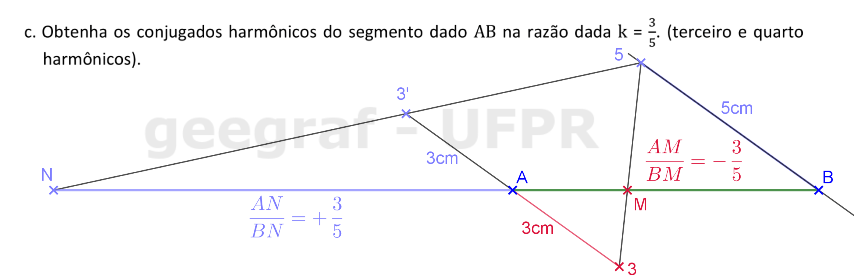 c. Obtenha os conjugados harmônicos do segmento dado AB na razão dada k = 3/5. (terceiro e quarto
harmônicos).
5
3'
5cm
geegraf - UFPR
3cm
AM/BM = - 3/5
N
A
B
M
AN/BN = + 3/5
3cm
3